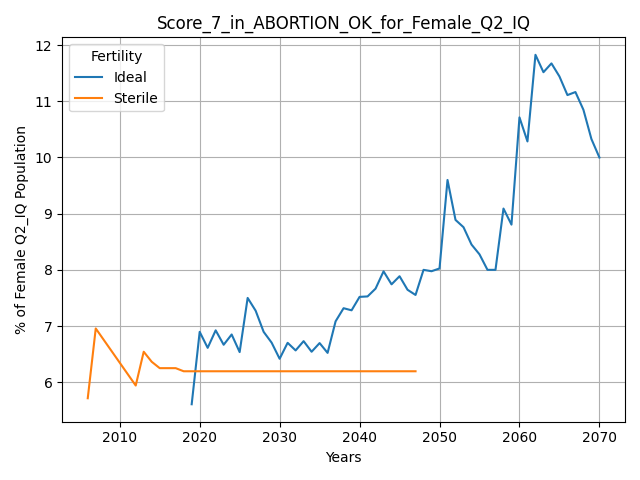 Score_7_in_ABORTION_OK_for_Female_Q2_IQ
Fertility
Ideal
Sterile
% of Female Q2_IQ Population
12
11
10
9
8
7
6
2010 2020 2030 2040 2050 2060 2070
Years